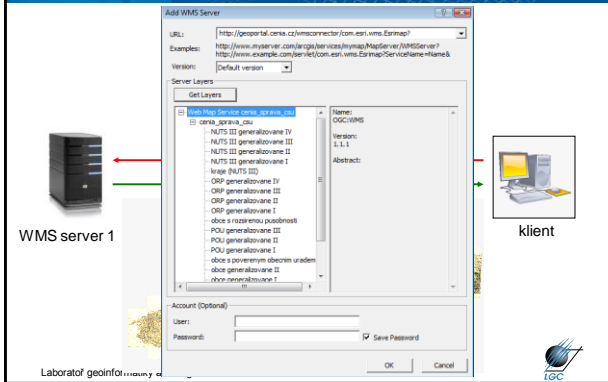 Add WMS Server
URL: http://geoportal.cenia.cz/wmsconnector/com.esri.wms.Esrimap?
Examples: http://www.myserver.com/arcgis/services/mymap/MapServer/WMSServer?
http://www.example.com/servlet/com.esri.wms.Esrimap?ServiceName=Name&
Version: Default version
Server Layers
Get Layers
Web Map Service cenia_sprava_csu
cenia_sprava_csu
NUTS III generalizovane IV
NUTS III generalizovane III
NUTS III generalizovane II
NUTS III generalizovane I
kraje (NUTS III)
ORP generalizovane IV
ORP generalizovane III
ORP generalizovane II
ORP generalizovane I
obce s rozsirenou pusobnosti
POU generalizovane III
POU generalizovane II
POU generalizovane I
obce s poverenym obecnim uradem
obce generalizovane II
obce generalizovane I
Name:
OGC:WMS
Version:
1.1.1
Abstract:
WMS server 1
klient
Account (Optional)
User:
Password:
Save Password
OK Cancel
Laboratoř geoinformatiky a
LGC